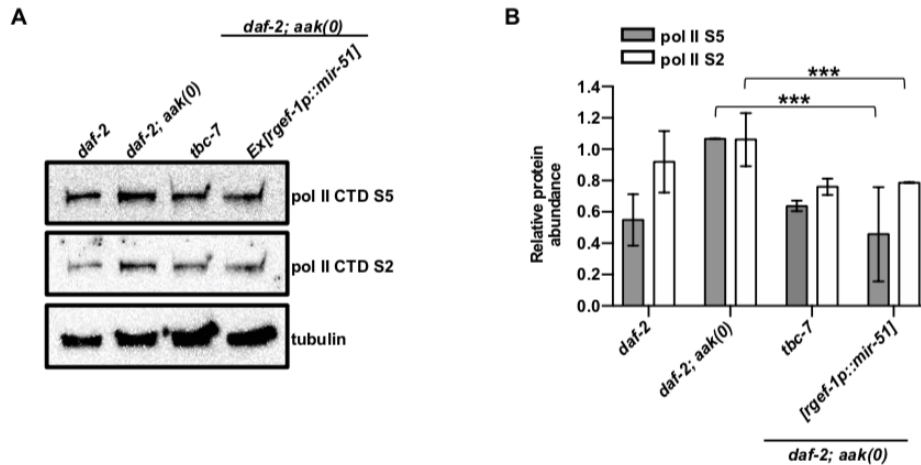 A
daf-2; aak(0)
daf-2
daf-2; aak(0)
tbc-7
Ex[rgef-1p::mir-51]
pol II CTD S5
pol II CTD S2
tubulin
B
pol II S5
pol II S2
Relative protein
abundance
1.4
1.2
1.0
0.8
0.6
0.4
0.2
0.0
***
***
daf-2
daf-2; aak(0)
tbc-7
[rgef-1p::mir-51]
daf-2; aak(0)